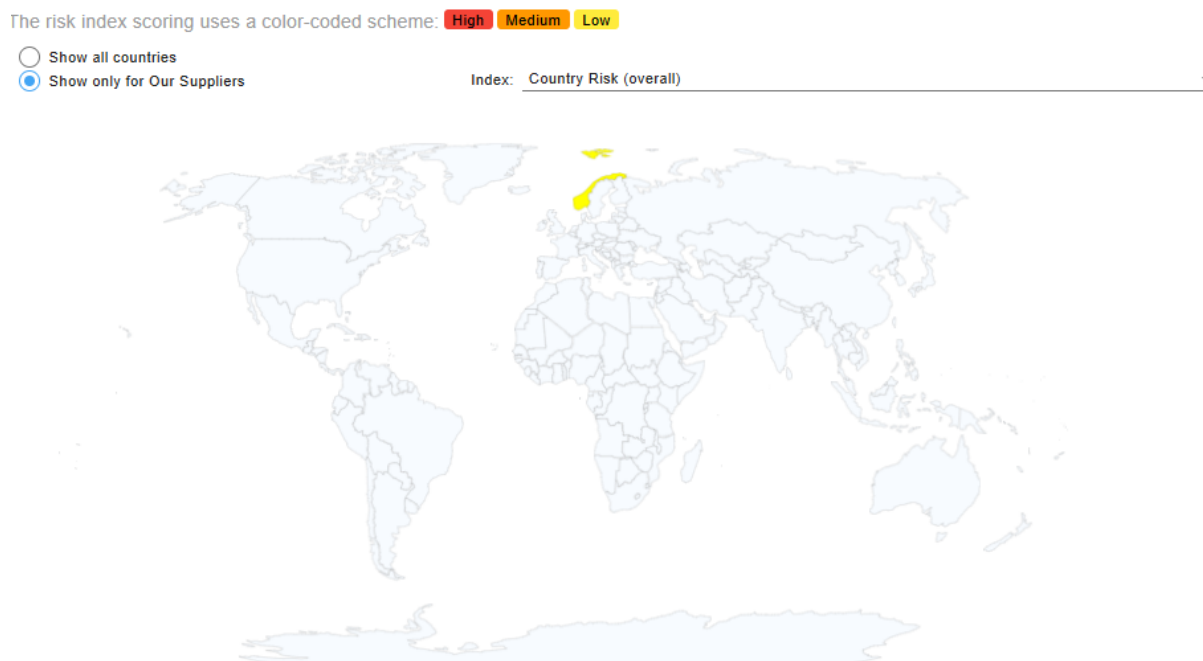 The risk index scoring uses a color-coded scheme: High Medium Low
Show all countries
Show only for Our Suppliers
Index: Country Risk (overall)